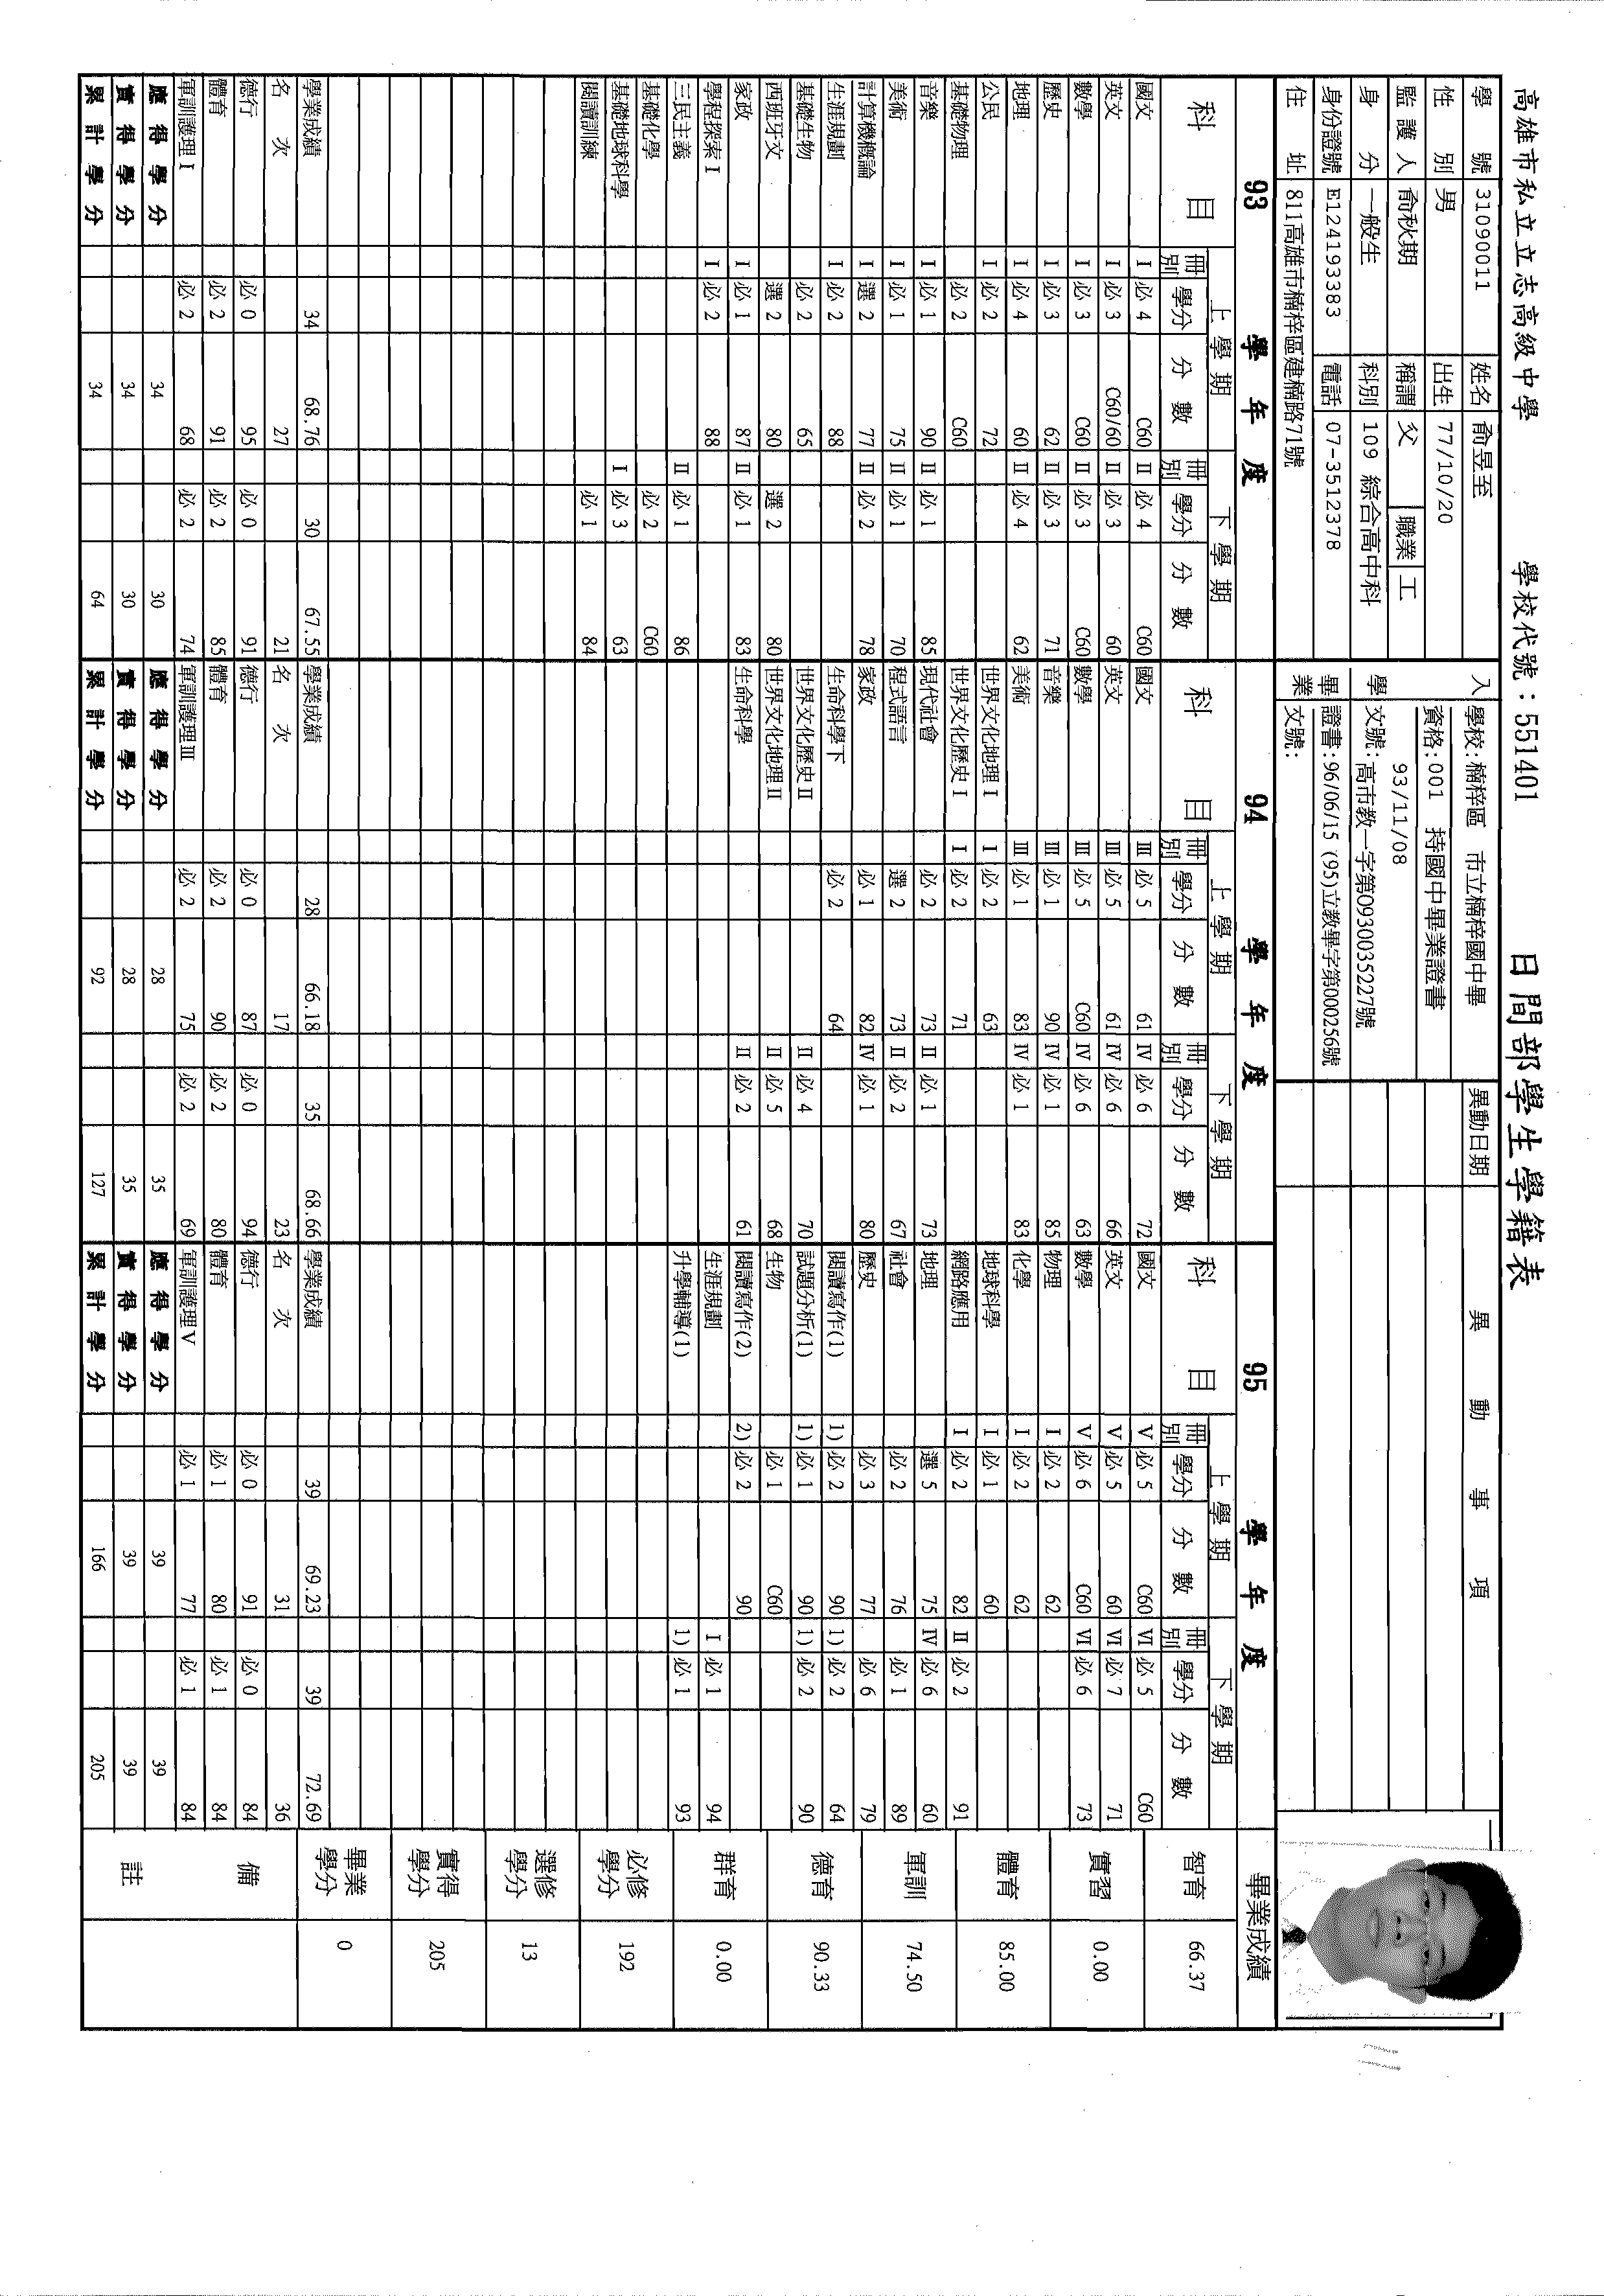 高雄市私立立志高級中學 學校代號：551401 日間部學生學籍表
學號 31090011 姓名 俞昱至 入學 學校:楠梓區 市立楠梓國中畢 異動日期 異動事項
性別 男 出生 77/10/20 資格:001 持國中畢業證書
監護人 俞秋期 稱謂 父 職業 工 93/11/08
身分 一般生 科別 109 綜合高中科 文號:高市教一字第0930035227號
身份證號 E124193383 電話 07-3512378 畢業 證書:96/06/15 (95)立教畢字第000256號
住址 811高雄市楠梓區建楠路71號 文號:
93 學年度 94 學年度 95 學年度 畢業成績
科目 上學期 下學期 科目 上學期 下學期 科目 上學期 下學期
冊別 學分 分數 冊別 學分 分數 冊別 學分 分數 冊別 學分 分數 冊別 學分 分數 冊別 學分 分數
國文 I 必 4 C60 II 必 4 C60 國文 III 必 5 61 IV 必 6 72 國文 V 必 5 C60 VI 必 5 C60
英文 I 必 3 C60/60 II 必 3 60 英文 III 必 5 61 IV 必 6 66 英文 V 必 5 60 VI 必 7 71
數學 I 必 3 C60 II 必 3 C60 數學 III 必 5 C60 IV 必 6 63 數學 V 必 6 C60 VI 必 6 73
歷史 I 必 3 62 II 必 3 71 音樂 III 必 1 90 IV 必 1 85 物理 I 必 2 62
地理 I 必 4 60 II 必 4 62 美術 III 必 1 83 IV 必 1 83 化學 I 必 2 62
公民 I 必 2 72 世界文化地理 I I 必 2 63 地球科學 I 必 1 60
基礎物理 必 2 C60 世界文化歷史 I I 必 2 71 網路應用 I 必 2 82 II 必 2 91
音樂 I 必 1 90 II 必 1 85 現代社會 必 2 73 II 必 1 73 地理 選 5 75 IV 必 6 60
美術 I 必 1 75 II 必 1 70 程式語言 選 2 73 II 必 2 67 社會 必 2 76 必 1 89
計算機概論 I 選 2 77 II 必 2 78 家政 必 1 82 IV 必 1 80 歷史 必 3 77 必 6 79
生涯規劃 I 必 2 88 生命科學下 必 2 64 閱讀寫作(1) 1) 必 2 90 1) 必 2 64
基礎生物 必 2 65 世界文化歷史 II II 必 4 70 試題分析(1) 1) 必 1 90 1) 必 2 90
西班牙文 選 2 80 選 2 80 世界文化地理 II II 必 5 68 生物 必 1 C60
家政 I 必 1 87 II 必 1 83 生命科學 II 必 2 61 閱讀寫作(2) 2) 必 2 90
學程探索 I I 必 2 88 生涯規劃 I 必 1 94
三民主義 II 必 1 86 升學輔導(1) 1) 必 1 93
基礎化學 必 2 C60
基礎地球科學 I 必 3 63
閱讀訓練 必 1 84
學業成績 34 68.76 30 67.55 學業成績 28 66.18 35 68.66 學業成績 39 69.23 39 72.69
名次 27 21 名次 17 23 名次 31 36
德行 必 0 95 必 0 91 德行 必 0 87 必 0 94 德行 必 0 91 必 0 84
體育 必 2 91 必 2 85 體育 必 2 90 必 2 80 體育 必 1 80 必 1 84
軍訓護理 I 必 2 68 必 2 74 軍訓護理 III 必 2 75 必 2 69 軍訓護理 V 必 1 77 必 1 84
應得學分 34 30 應得學分 28 35 應得學分 39 39
實得學分 34 30 實得學分 28 35 實得學分 39 39
累計學分 34 64 累計學分 92 127 累計學分 166 205
智育 66.37
實習 0.00
體育 85.00
軍訓 74.50
德育 90.33
群育 0.00
必修學分 192
選修學分 13
實得學分 205
畢業學分 0
備註